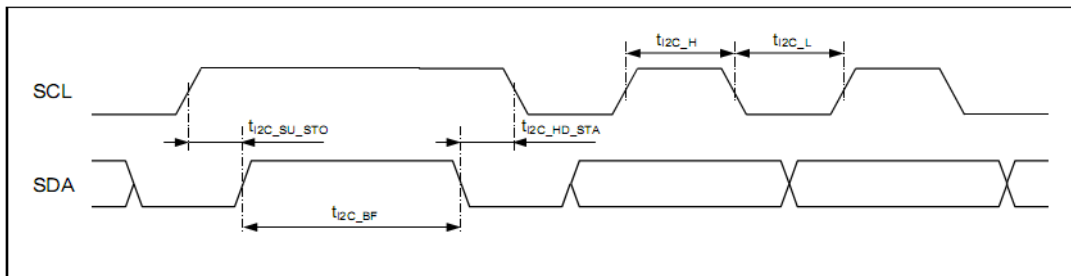 tI2C_H tI2C_L
SCL
tI2C_SU_STO tI2C_HD_STA
SDA
tI2C_BF